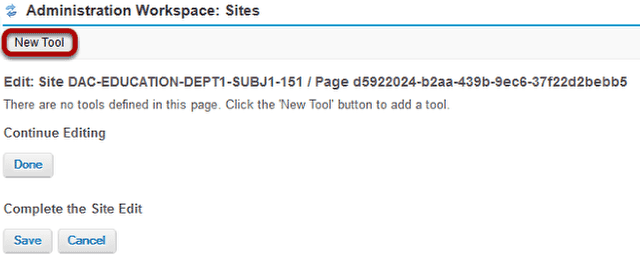 Administration Workspace: Sites
New Tool
Edit: Site DAC-EDUCATION-DEPT1-SUBJ1-151 / Page d5922024-b2aa-439b-9ec6-37f22d2bebb5
There are no tools defined in this page. Click the 'New Tool' button to add a tool.
Continue Editing
Done
Complete the Site Edit
Save Cancel